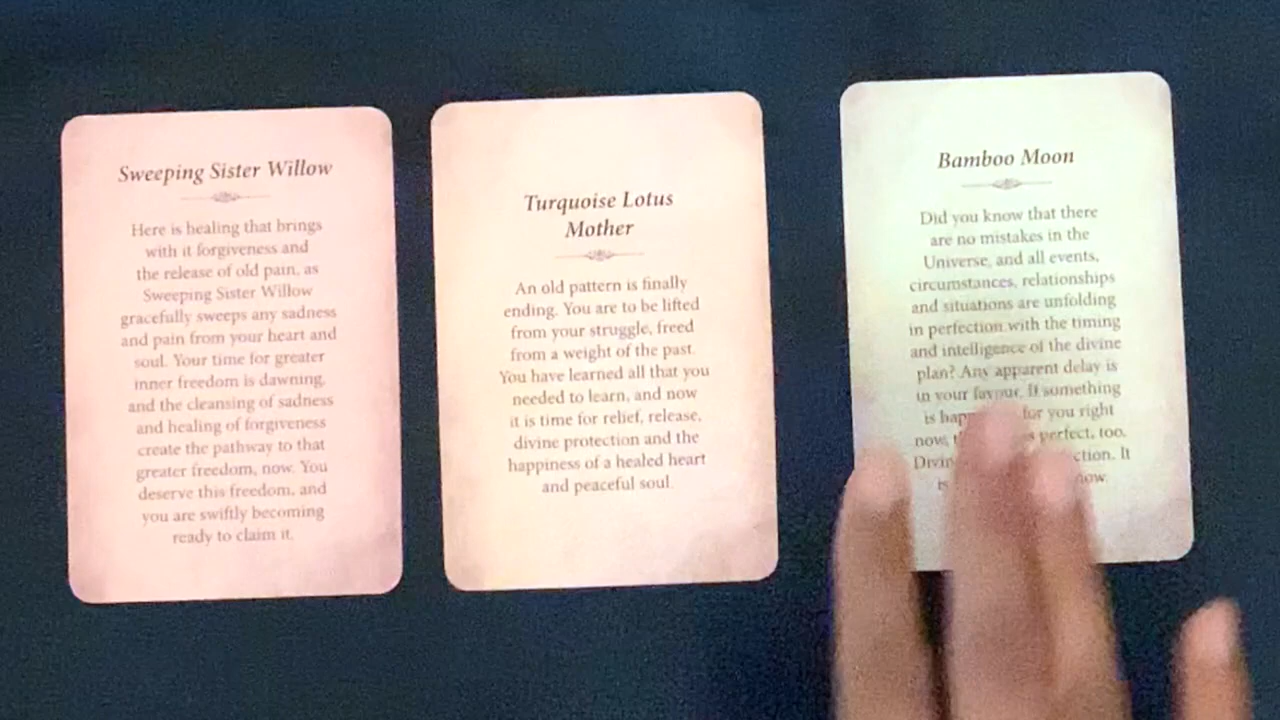 Sweeping Sister Willow
Here is healing that brings
with it forgiveness and
the release of old pain, as
Sweeping Sister Willow
gracefully sweeps any sadness
and pain from your heart and
soul. Your time for greater
inner freedom is dawning,
and the cleansing of sadness
and healing of forgiveness
create the pathway to that
greater freedom, now. You
deserve this freedom, and
you are swiftly becoming
ready to claim it.
Turquoise Lotus
Mother
An old pattern is finally
ending. You are to be lifted
from your struggle, freed
from a weight of the past.
You have learned all that you
needed to learn, and now
it is time for relief, release,
divine protection and the
happiness of a healed heart
and peaceful soul.
Bamboo Moon
Did you know that there
are no mistakes in the
Universe, and all events,
circumstances, relationships
and situations are unfolding
in perfection with the timing
and intelligence of the divine
plan? Any apparent delay is
in your favour. If something
is for you right
now, perfect, too.
It